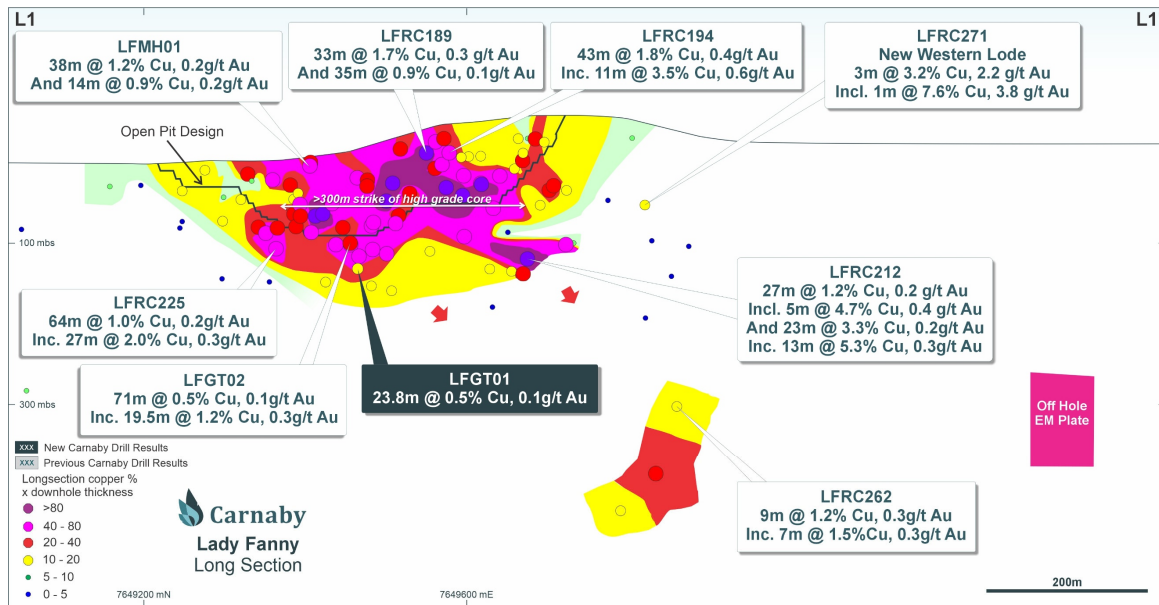 L1
L1
LFMH01
38m @ 1.2% Cu, 0.2g/t Au
And 14m @ 0.9% Cu, 0.2g/t Au
LFRC189
33m @ 1.7% Cu, 0.3 g/t Au
And 35m @ 0.9% Cu, 0.1g/t Au
LFRC194
43m @ 1.8% Cu, 0.4g/t Au
Inc. 11m @ 3.5% Cu, 0.6g/t Au
LFRC271
New Western Lode
3m @ 3.2% Cu, 2.2 g/t Au
Incl. 1m @ 7.6% Cu, 3.8 g/t Au
Open Pit Design
>300m strike of high grade core
100 mbs
LFRC225
64m @ 1.0% Cu, 0.2g/t Au
Inc. 27m @ 2.0% Cu, 0.3g/t Au
LFRC212
27m @ 1.2% Cu, 0.2 g/t Au
Incl. 5m @ 4.7% Cu, 0.4 g/t Au
And 23m @ 3.3% Cu, 0.2g/t Au
Inc. 13m @ 5.3% Cu, 0.3g/t Au
LFGT02
71m @ 0.5% Cu, 0.1g/t Au
Inc. 19.5m @ 1.2% Cu, 0.3g/t Au
LFGT01
23.8m @ 0.5% Cu, 0.1g/t Au
300 mbs
Off Hole
EM Plate
XXX New Carnaby Drill Results
XXX Previous Carnaby Drill Results
Longsection copper %
x downhole thickness
>80
40 - 80
20 - 40
10 - 20
5 - 10
0 - 5
Carnaby
Lady Fanny
Long Section
LFRC262
9m @ 1.2% Cu, 0.3g/t Au
Inc. 7m @ 1.5%Cu, 0.3g/t Au
7649200 mN
7649600 mE
200m